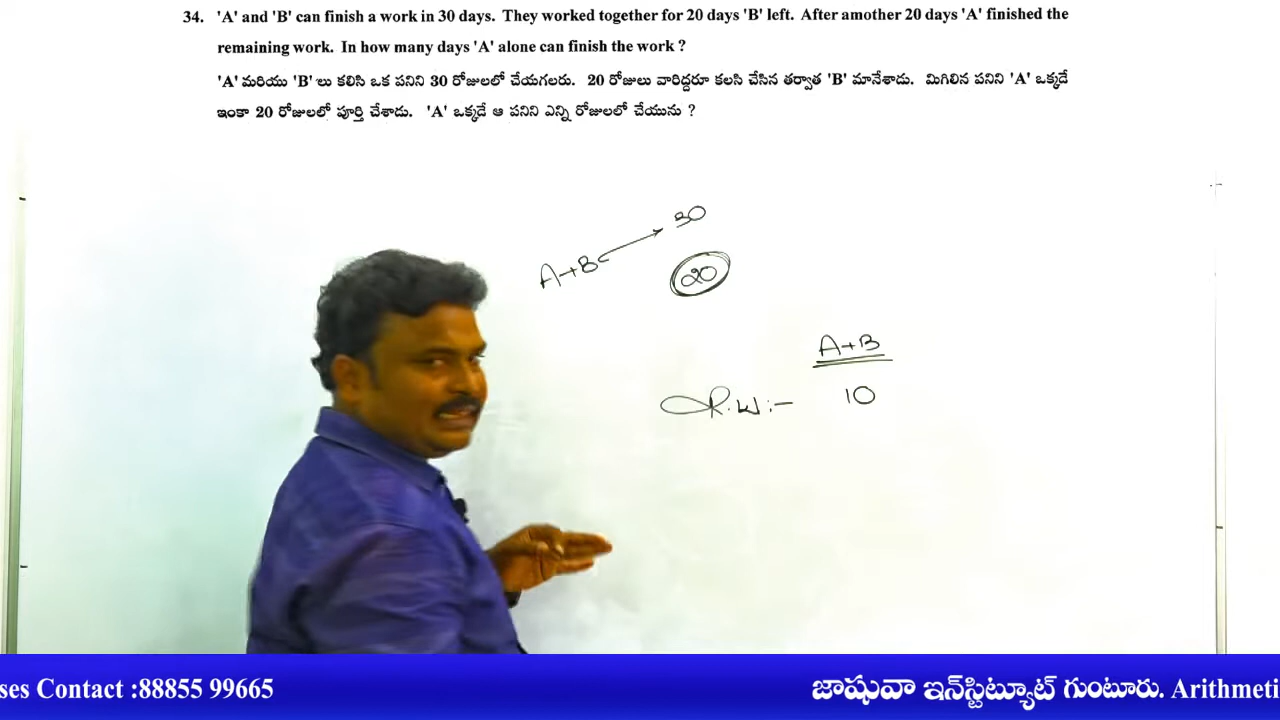 34. 'A' and 'B' can finish a work in 30 days. They worked together for 20 days 'B' left. After amother 20 days 'A' finished the
remaining work. In how many days 'A' alone can finish the work ?
'A' మరియు 'B' లు కలిసి ఒక పనిని 30 రోజులలో చేయగలరు. 20 రోజులు వారిద్దరూ కలసి చేసిన తర్వాత 'B' మానేశాడు. మిగిలిన పనిని 'A' ఒక్కడే
ఇంకా 20 రోజులలో పూర్తి చేశాడు. 'A' ఒక్కడే ఆ పనిని ఎన్ని రోజులలో చేయును ?
30
A+B
20
A+B
R.W:- 10
ses Contact :88855 99665 జాషువా ఇన్‌స్టిట్యూట్ గుంటూరు. Arithmeti